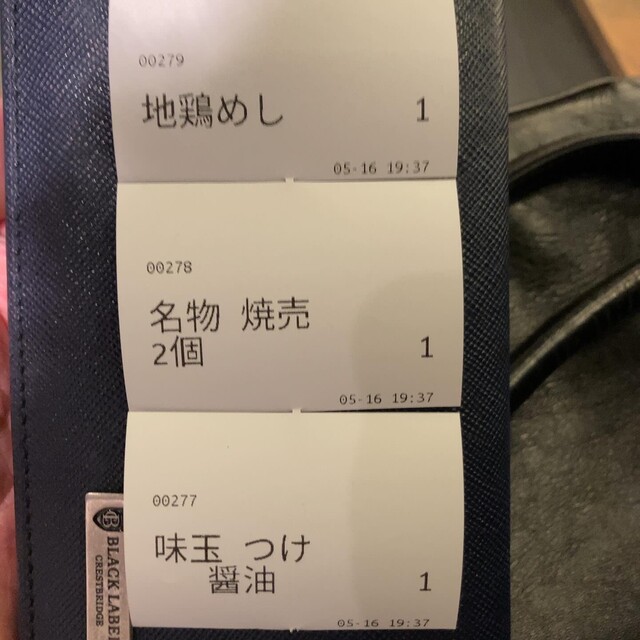 00279
地鶏めし 1
05-16 19:37
00278
名物 焼売
2個 1
05-16 19:37
00277
味玉 つけ
醤油 1
05-16 19:37
BLACK LABEL
CRESTBRIDGE